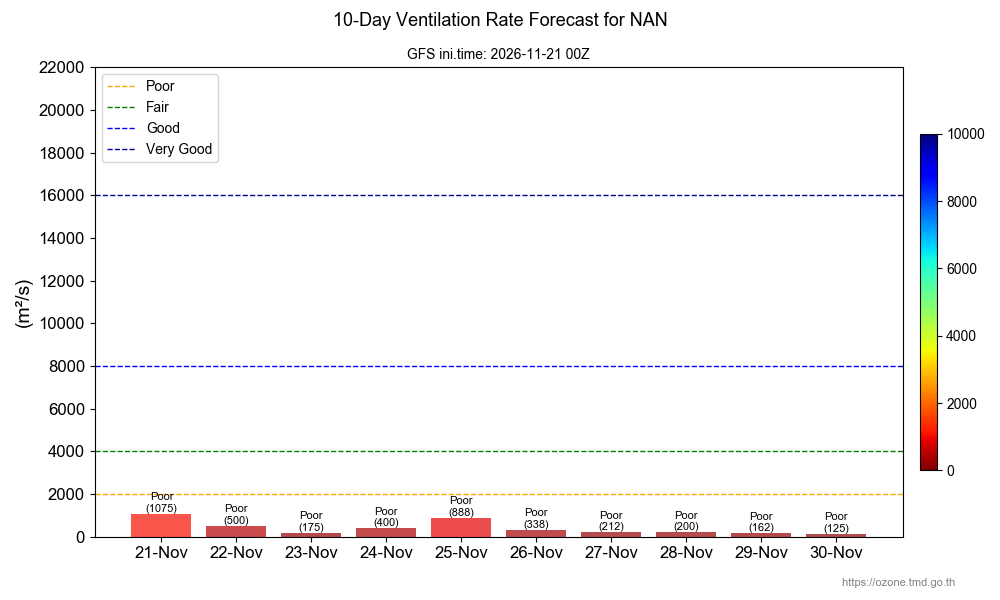 10-Day Ventilation Rate Forecast for NAN
GFS ini.time: 2026-11-21 00Z
22000
20000
18000
16000
14000
12000
10000
8000
6000
4000
2000
0
(m²/s)
Poor
Fair
Good
Very Good
Poor
(1075)
Poor
(500)
Poor
(175)
Poor
(400)
Poor
(888)
Poor
(338)
Poor
(212)
Poor
(200)
Poor
(162)
Poor
(125)
21-Nov 22-Nov 23-Nov 24-Nov 25-Nov 26-Nov 27-Nov 28-Nov 29-Nov 30-Nov
10000
8000
6000
4000
2000
0
https://ozone.tmd.go.th